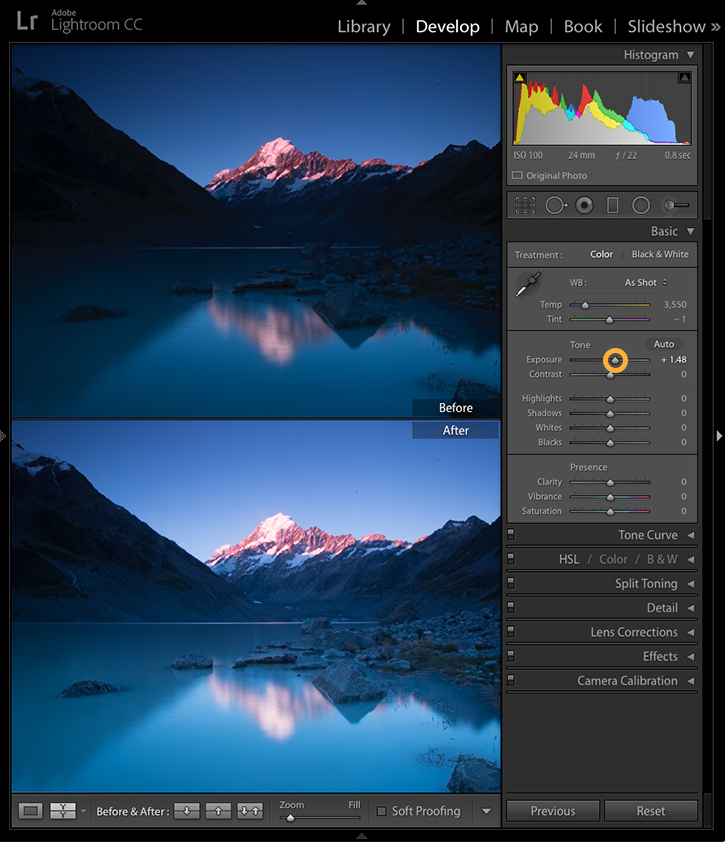 Lr Adobe
Lightroom CC
Library | Develop | Map | Book | Slideshow »
Histogram
ISO 100 24 mm ƒ / 22 0.8 sec
Original Photo
Basic
Treatment : Color | Black & White
WB : As Shot
Temp 3,550
Tint – 1
Tone Auto
Exposure + 1.48
Contrast 0
Highlights 0
Shadows 0
Whites 0
Blacks 0
Presence
Clarity 0
Vibrance 0
Saturation 0
Before
After
Tone Curve
HSL / Color / B & W
Split Toning
Detail
Lens Corrections
Effects
Camera Calibration
Y Y Before & After : Zoom Fill Soft Proofing
Previous Reset